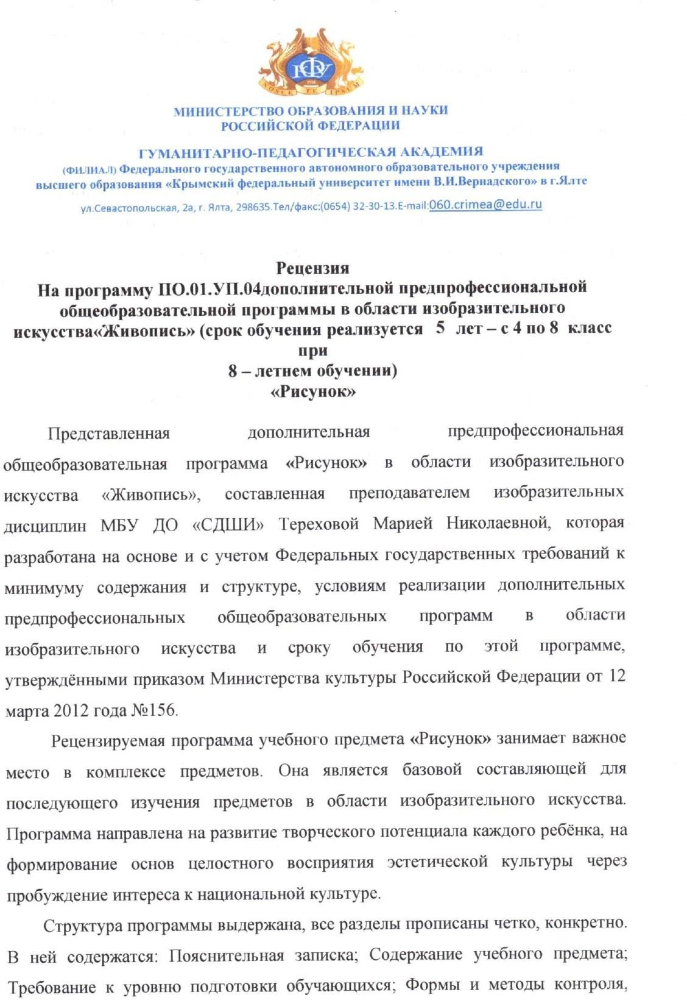 КФУ
NOSCE TE IPSUM
МИНИСТЕРСТВО ОБРАЗОВАНИЯ И НАУКИ
РОССИЙСКОЙ ФЕДЕРАЦИИ
ГУМАНИТАРНО-ПЕДАГОГИЧЕСКАЯ АКАДЕМИЯ
(ФИЛИАЛ) Федерального государственного автономного образовательного учреждения
высшего образования «Крымский федеральный университет имени В.И.Вернадского» в г.Ялте
ул.Севастопольская, 2а, г. Ялта, 298635.Тел/факс:(0654) 32-30-13.E-mail:060.crimea@edu.ru
Рецензия
На программу ПО.01.УП.04дополнительной предпрофессиональной
общеобразовательной программы в области изобразительного
искусства«Живопись» (срок обучения реализуется 5 лет – с 4 по 8 класс
при
8 – летнем обучении)
«Рисунок»
Представленная дополнительная предпрофессиональная
общеобразовательная программа «Рисунок» в области изобразительного
искусства «Живопись», составленная преподавателем изобразительных
дисциплин МБУ ДО «СДШИ» Тереховой Марией Николаевной, которая
разработана на основе и с учетом Федеральных государственных требований к
минимуму содержания и структуре, условиям реализации дополнительных
предпрофессиональных общеобразовательных программ в области
изобразительного искусства и сроку обучения по этой программе,
утверждёнными приказом Министерства культуры Российской Федерации от 12
марта 2012 года №156.
Рецензируемая программа учебного предмета «Рисунок» занимает важное
место в комплексе предметов. Она является базовой составляющей для
последующего изучения предметов в области изобразительного искусства.
Программа направлена на развитие творческого потенциала каждого ребёнка, на
формирование основ целостного восприятия эстетической культуры через
пробуждение интереса к национальной культуре.
Структура программы выдержана, все разделы прописаны четко, конкретно.
В ней содержатся: Пояснительная записка; Содержание учебного предмета;
Требование к уровню подготовки обучающихся; Формы и методы контроля,